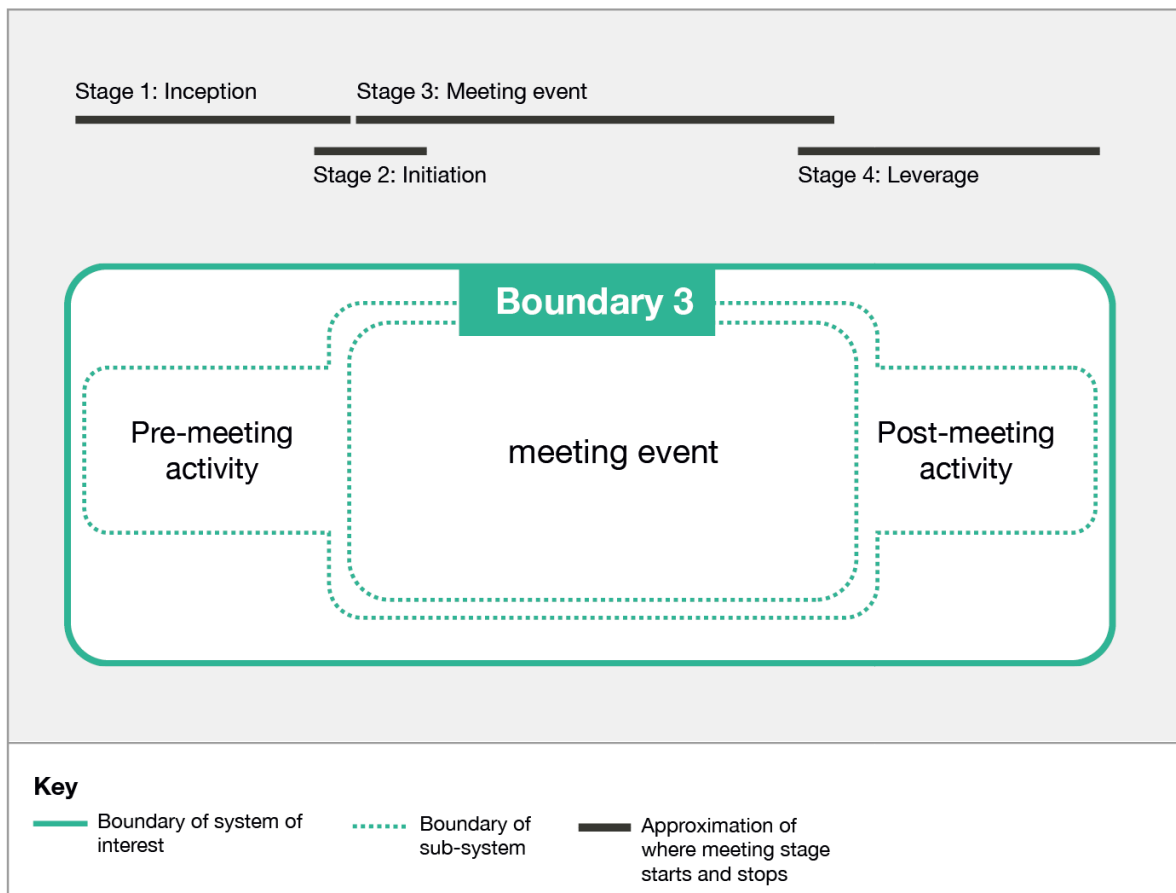 Stage 1: Inception
Stage 3: Meeting event
Stage 2: Initiation
Stage 4: Leverage
Boundary 3
Pre-meeting
activity
meeting event
Post-meeting
activity
Key
Boundary of system of
interest
Boundary of
sub-system
Approximation of
where meeting stage
starts and stops